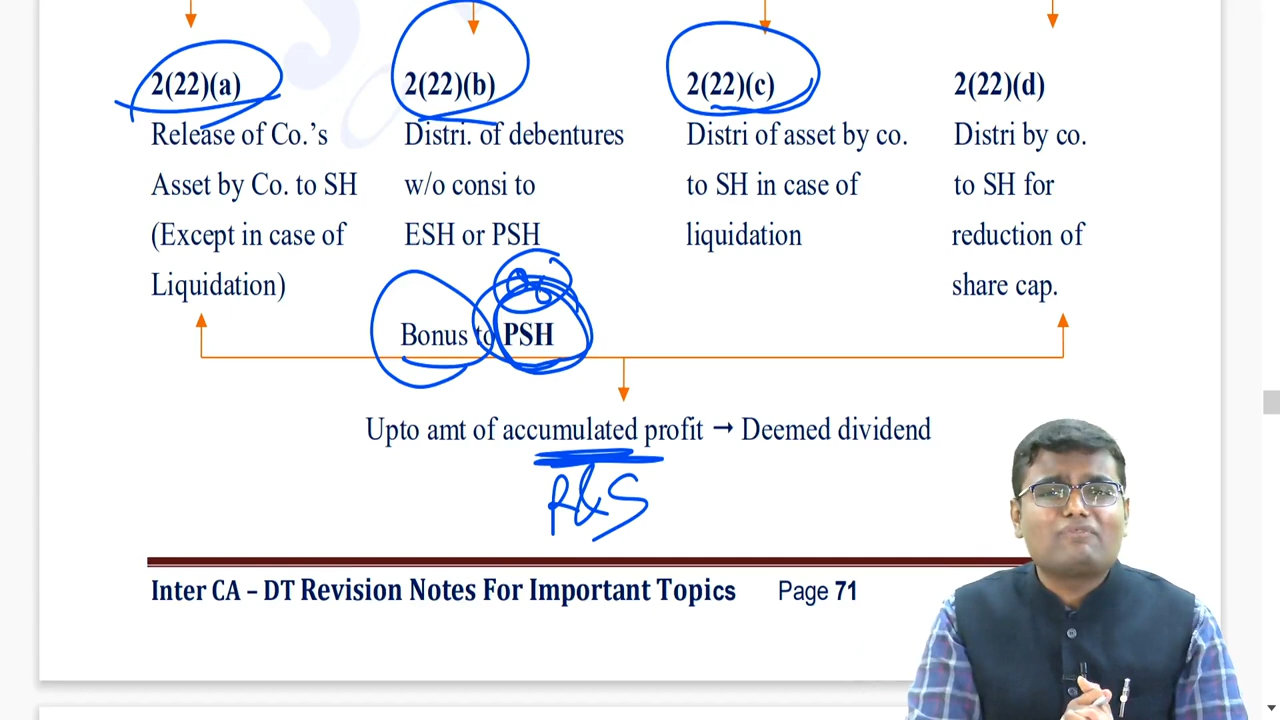 2(22)(a)
Release of Co.'s
Asset by Co. to SH
(Except in case of
Liquidation)
2(22)(b)
Distri. of debentures
w/o consi to
ESH or PSH
Bonus to PSH
2(22)(c)
Distri of asset by co.
to SH in case of
liquidation
2(22)(d)
Distri by co.
to SH for
reduction of
share cap.
Upto amt of accumulated profit → Deemed dividend
R&S
Inter CA – DT Revision Notes For Important Topics Page 71